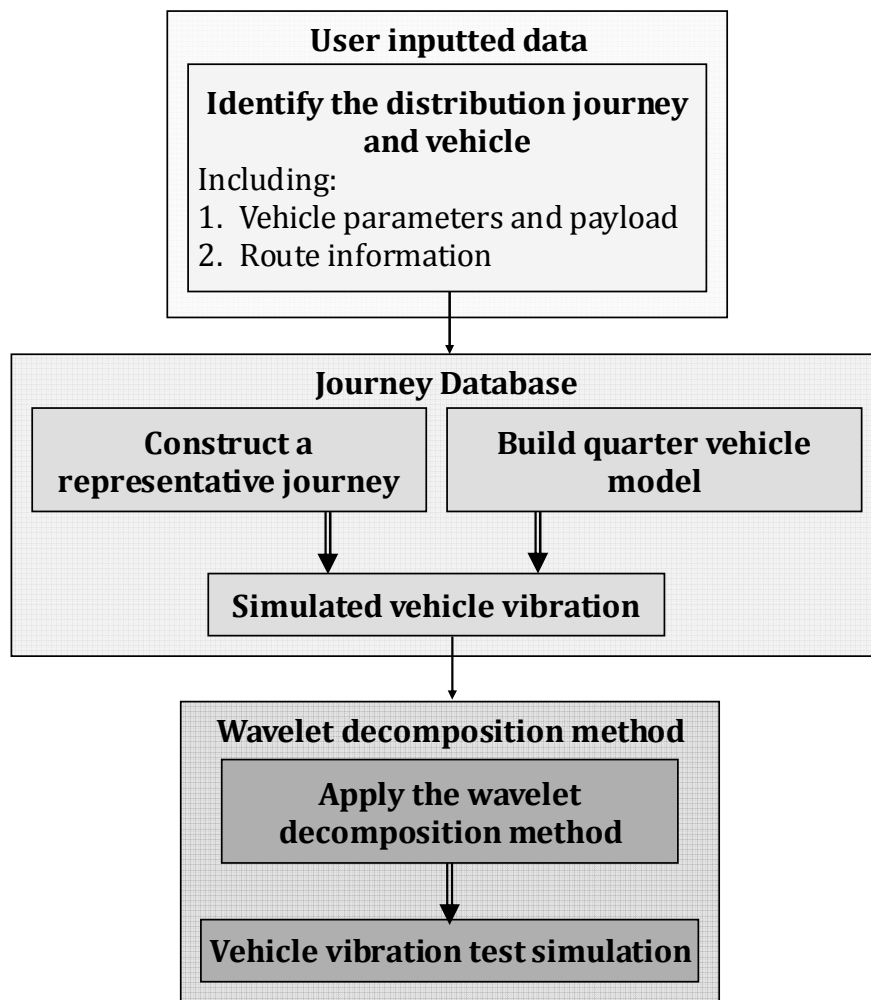 User inputted data
Identify the distribution journey
and vehicle
Including:
1. Vehicle parameters and payload
2. Route information
Journey Database
Construct a
representative journey
Build quarter vehicle
model
Simulated vehicle vibration
Wavelet decomposition method
Apply the wavelet
decomposition method
Vehicle vibration test simulation